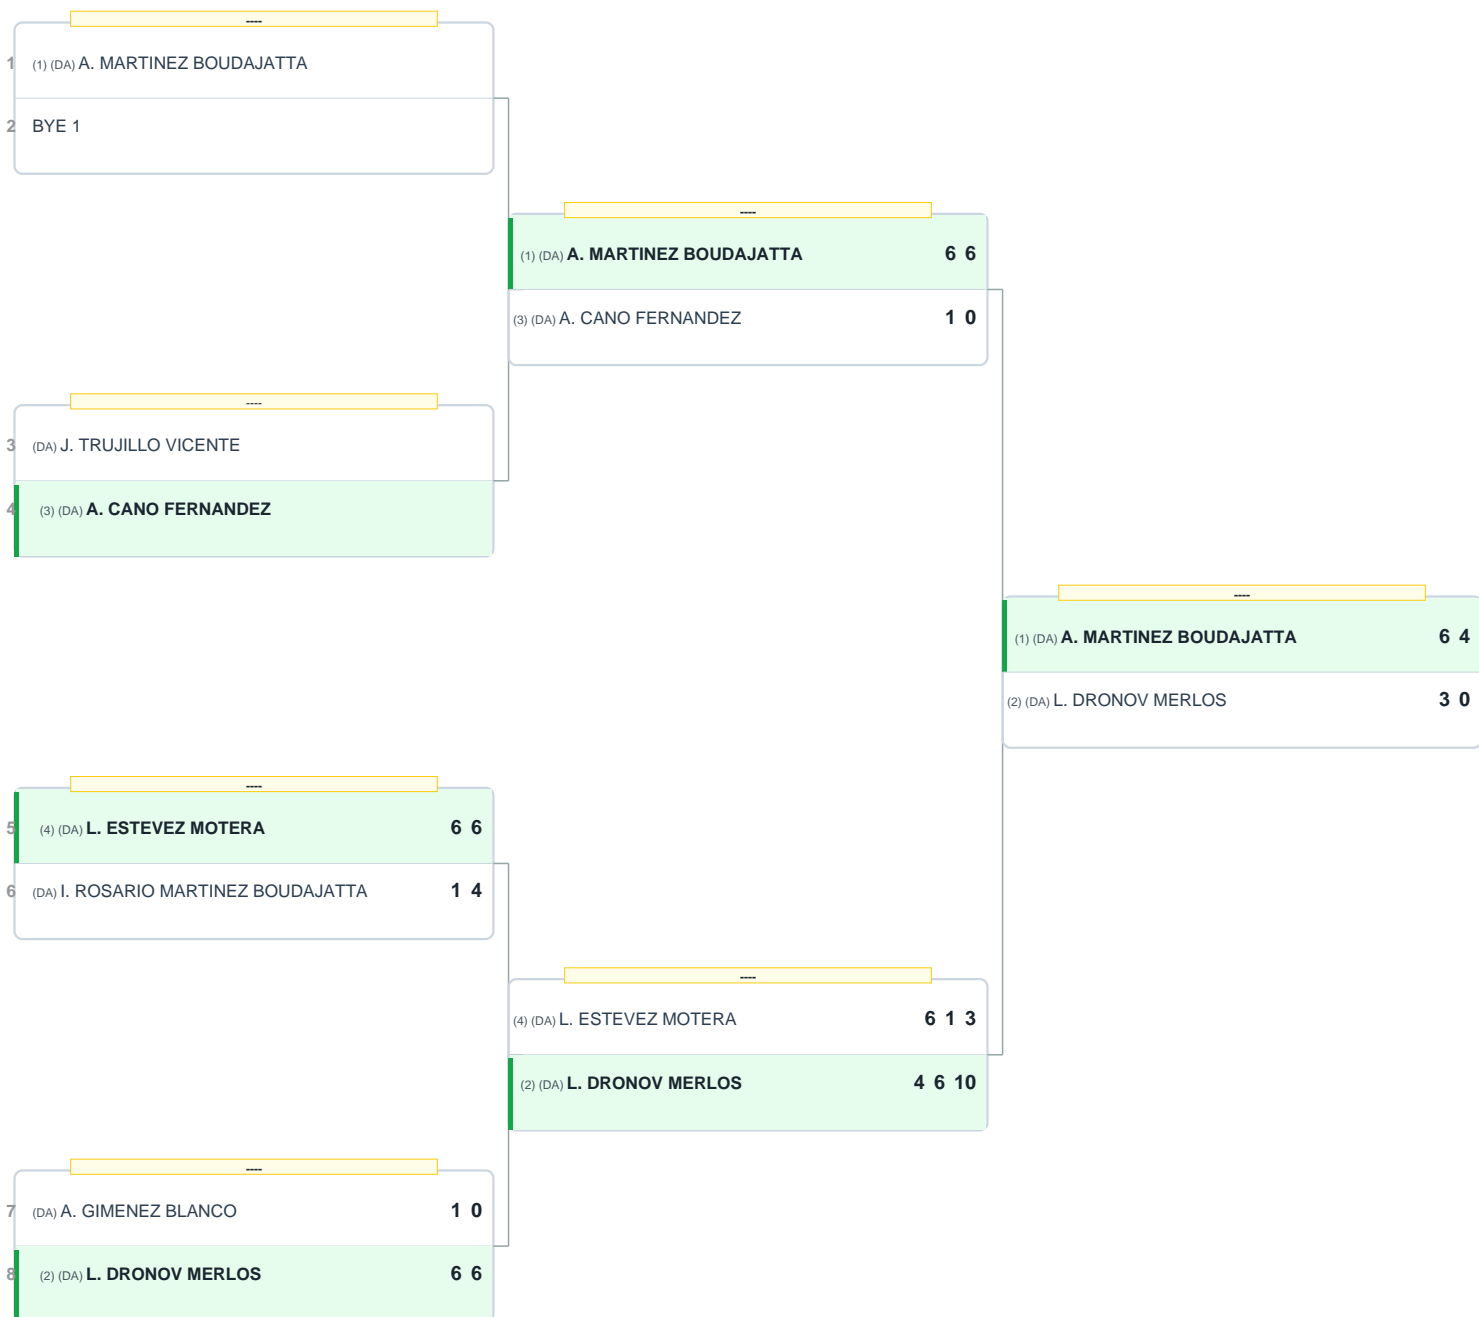 ----
1 (1) (DA) A. MARTINEZ BOUDAJATTA
2 BYE 1
----
(1) (DA) A. MARTINEZ BOUDAJATTA 6 6
(3) (DA) A. CANO FERNANDEZ 1 0
----
3 (DA) J. TRUJILLO VICENTE
4 (3) (DA) A. CANO FERNANDEZ
----
(1) (DA) A. MARTINEZ BOUDAJATTA 6 4
(2) (DA) L. DRONOV MERLOS 3 0
----
5 (4) (DA) L. ESTEVEZ MOTERA 6 6
6 (DA) I. ROSARIO MARTINEZ BOUDAJATTA 1 4
----
(4) (DA) L. ESTEVEZ MOTERA 6 1 3
(2) (DA) L. DRONOV MERLOS 4 6 10
----
7 (DA) A. GIMENEZ BLANCO 1 0
8 (2) (DA) L. DRONOV MERLOS 6 6